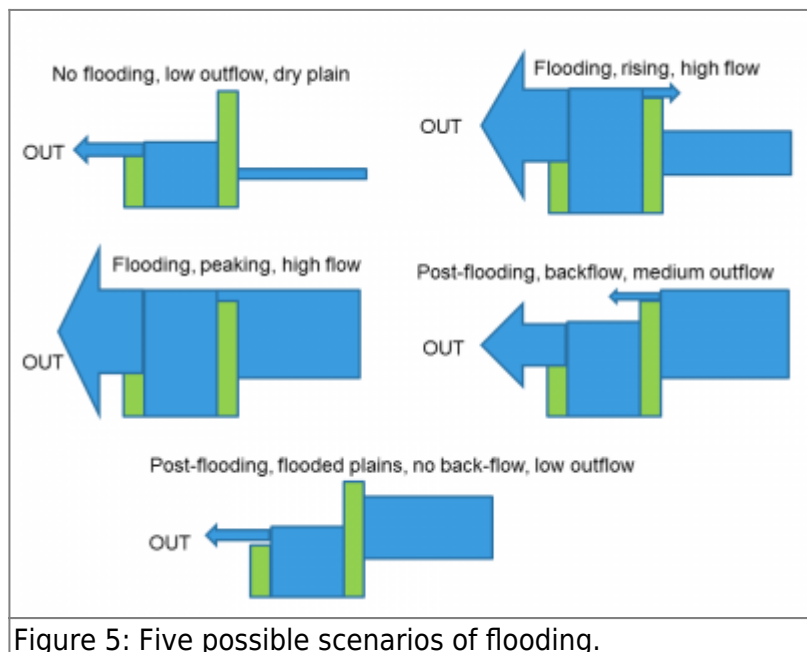 No flooding, low outflow, dry plain
OUT
Flooding, rising, high flow
OUT
Flooding, peaking, high flow
OUT
Post-flooding, backflow, medium outflow
OUT
Post-flooding, flooded plains, no back-flow, low outflow
OUT
Figure 5: Five possible scenarios of flooding.